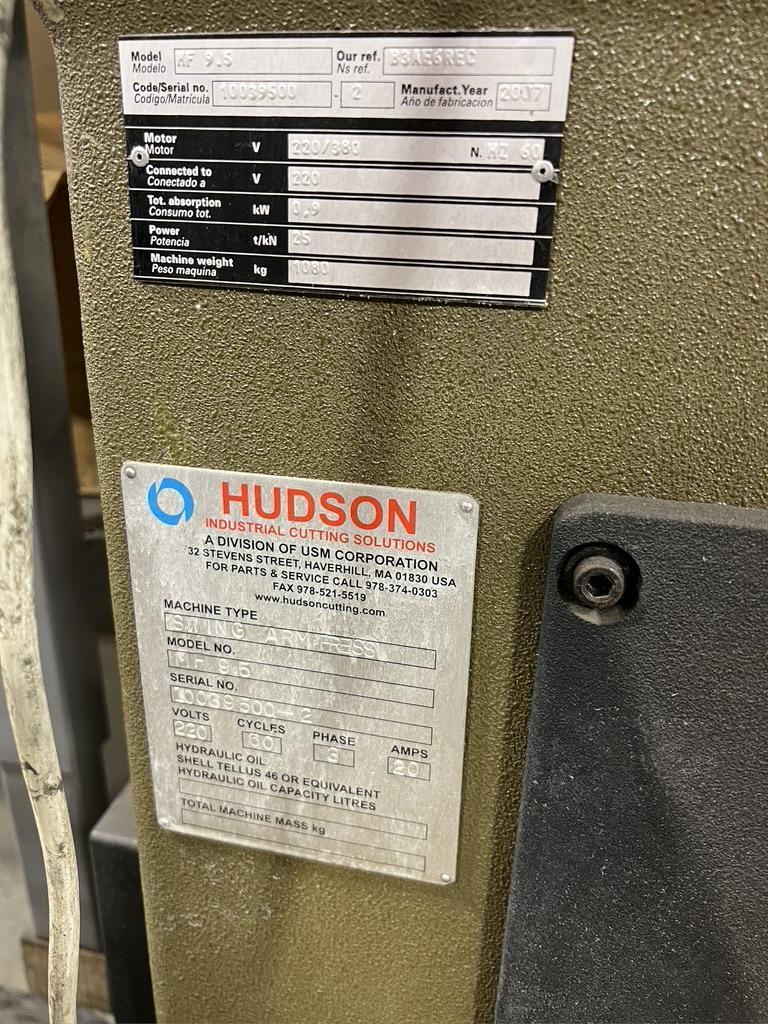 Model MF 9.5 Our ref. B3AE6REC
Modelo Ns ref.
Code/Serial no. 10039500 - 2 Manufact.Year 2007
Codigo/Matricula Año de fabricacion
Motor V 220/380 N. MZ 60
Motor
Connected to V 220
Conectado a
Tot. absorption kW 0,9
Consumo tot.
Power t/kN 25
Potencia
Machine weight kg 1080
Peso maquina
HUDSON
INDUSTRIAL CUTTING SOLUTIONS
A DIVISION OF USM CORPORATION
32 STEVENS STREET, HAVERHILL, MA 01830 USA
FOR PARTS & SERVICE CALL 978-374-0303
FAX 978-521-5519
www.hudsoncutting.com
MACHINE TYPE
SWING ARM PRESS
MODEL NO.
MF 9.5
SERIAL NO.
10039500-2
VOLTS CYCLES PHASE AMPS
220 60 3 20
HYDRAULIC OIL
SHELL TELLUS 46 OR EQUIVALENT
HYDRAULIC OIL CAPACITY LITRES
TOTAL MACHINE MASS kg